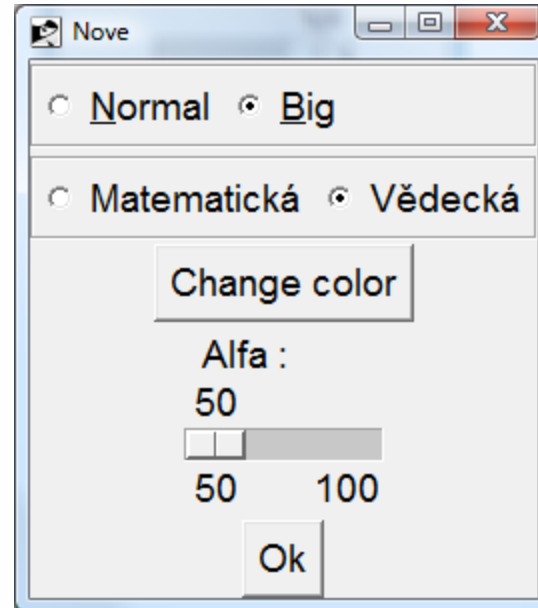 Nove
Normal Big
Matematická Vědecká
Change color
Alfa :
50
50 100
Ok